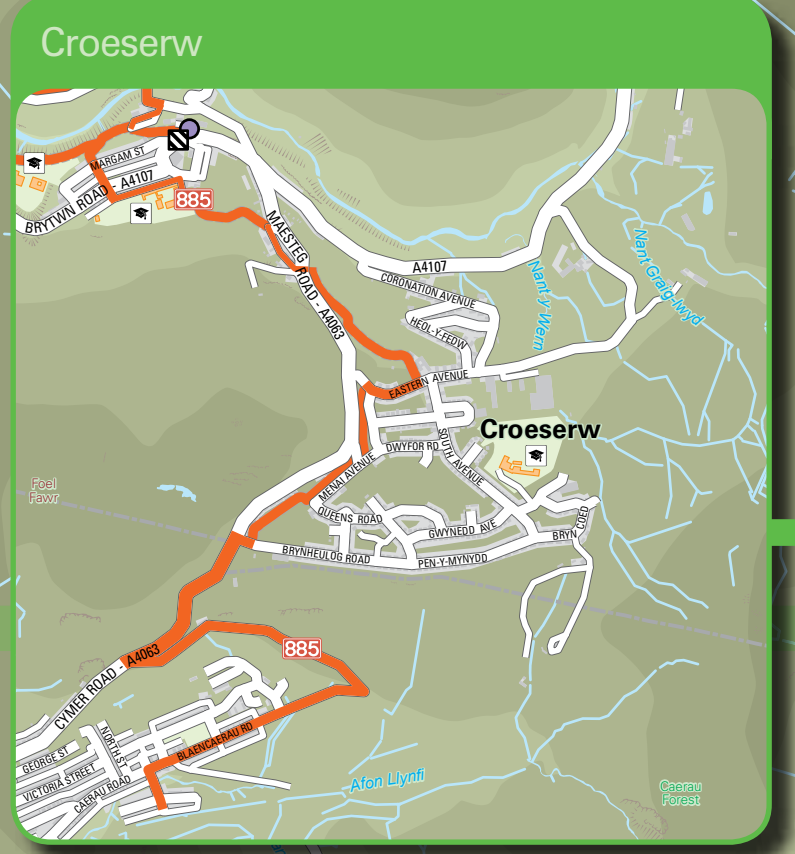 Croeserw
MARGAM ST
BRYTWN ROAD - A4107
885
MAESTEG ROAD - A4063
A4107
CORONATION AVENUE
HEOL-Y-FEDW
Nant y Wern
Nant Graig-lwyd
EASTERN AVENUE
Croeserw
DWYFOR RD
SOUTH AVENUE
MENAI AVENUE
Foel
Fawr
QUEENS ROAD
GWYNEDD AVE
BRYN COED
BRYNHEULOG ROAD
PEN-Y-MYNYDD
885
CYMER ROAD - A4063
NORTH ST
GEORGE ST
VICTORIA STREET
CAERAU ROAD
BLAENCAERAU RD
Afon Llynfi
Caerau
Forest